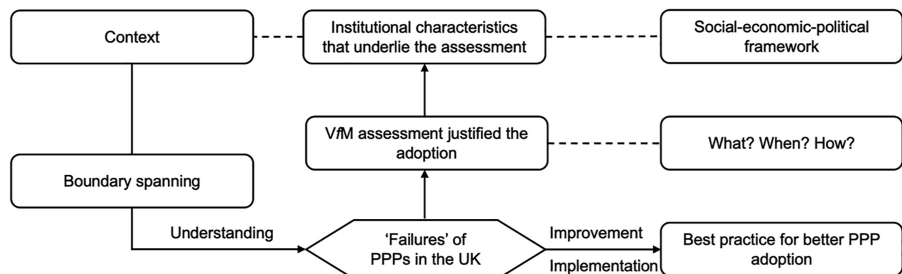 Context
Institutional characteristics
that underlie the assessment
Social-economic-political
framework
VfM assessment justified the
adoption
What? When? How?
Boundary spanning
Understanding
‘Failures’ of
PPPs in the UK
Improvement
Implementation
Best practice for better PPP
adoption